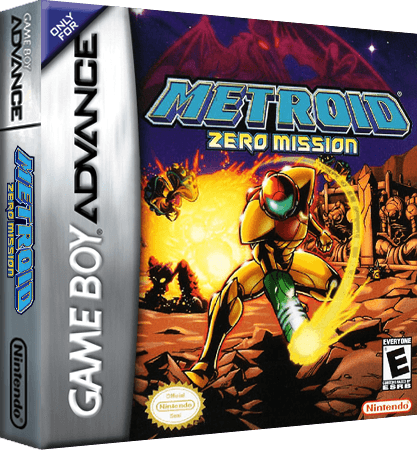 GAME BOY ADVANCE
METROID
ZERO MISSION
Nintendo
ONLY
FOR
GAME BOY ADVANCE
METROID
ZERO MISSION
Official
Nintendo
Seal
EVERYONE
E
ESRB
Nintendo